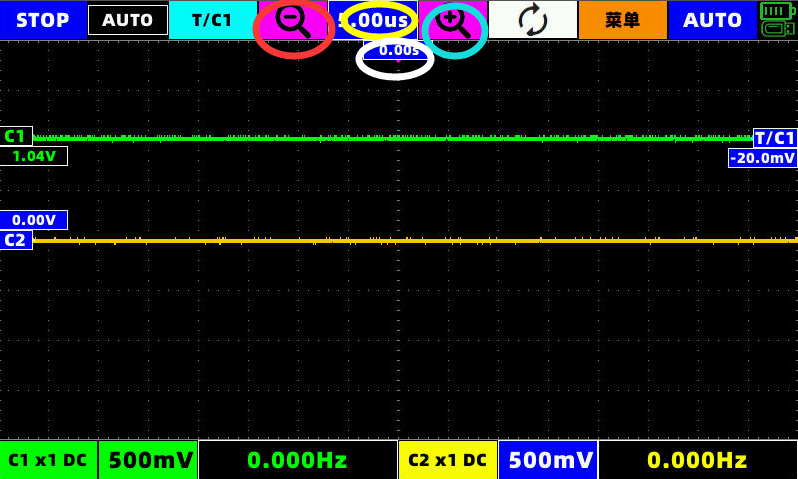 STOP AUTO T/C1 5.00us 菜单 AUTO
0.00s
C1 T/C1
1.04V -20.0mV
0.00V
C2
C1 x1 DC 500mV 0.000Hz C2 x1 DC 500mV 0.000Hz